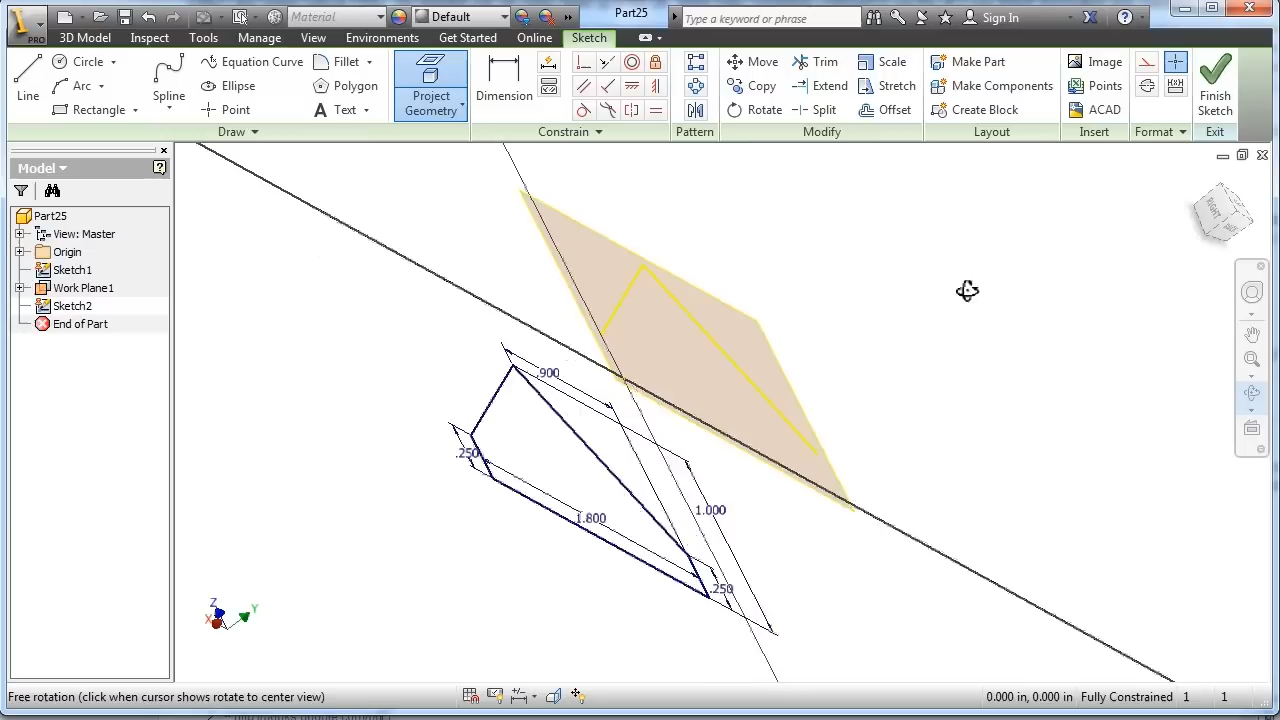 PRO
Material
Default
Part25
Type a keyword or phrase
Sign In
3D Model
Inspect
Tools
Manage
View
Environments
Get Started
Online
Sketch
Line
Circle
Arc
Rectangle
Spline
Equation Curve
Ellipse
Point
Fillet
Polygon
Text
Project
Geometry
Dimension
Move
Copy
Rotate
Trim
Extend
Split
Scale
Stretch
Offset
Make Part
Make Components
Create Block
Image
Points
ACAD
Finish
Sketch
Draw
Constrain
Pattern
Modify
Layout
Insert
Format
Exit
Model
Part25
View: Master
Origin
Sketch1
Work Plane1
Sketch2
End of Part
RIGHT
.900
.250
1.800
1.000
.250
Z
X
Y
Free rotation (click when cursor shows rotate to center view)
0.000 in, 0.000 in
Fully Constrained
1
1